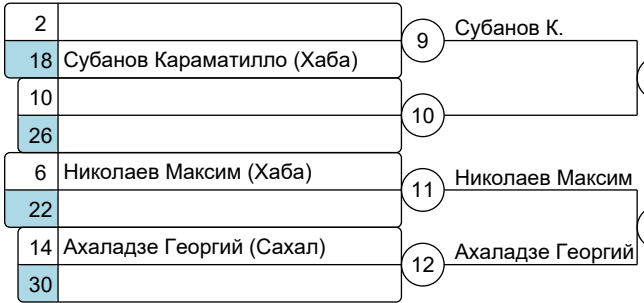 2
9 Субанов К.
18 Субанов Караматилло (Хаба)
10
10
26
6 Николаев Максим (Хаба)
11 Николаев Максим
22
14 Ахаладзе Георгий (Сахал)
12 Ахаладзе Георгий
30